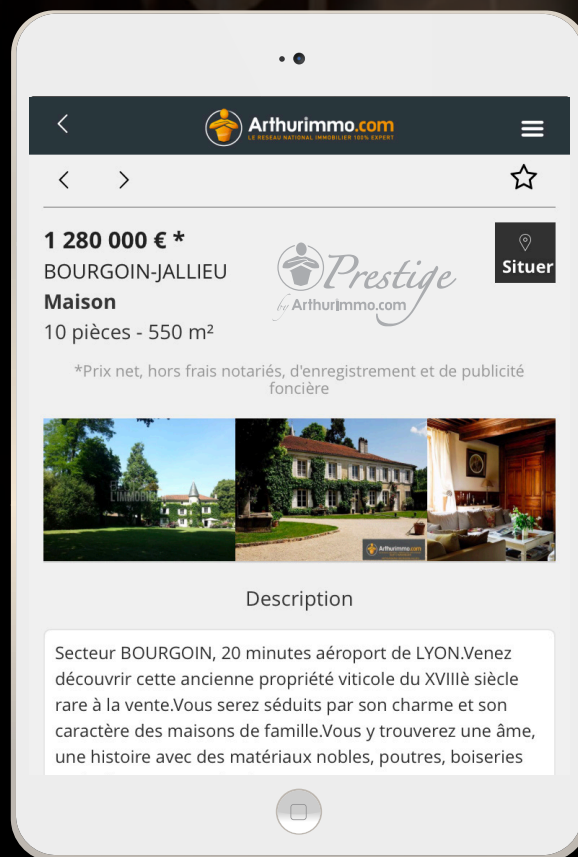 Arthurimmo.com
LE RESEAU NATIONAL IMMOBILIER 100% EXPERT
1 280 000 € *
BOURGOIN-JALLIEU
Maison
10 pièces - 550 m²
Prestige
by Arthurimmo.com
Situer
*Prix net, hors frais notariés, d'enregistrement et de publicité
foncière
L'IMMOBILIER
Arthurimmo.com
Description
Secteur BOURGOIN, 20 minutes aéroport de LYON.Venez
découvrir cette ancienne propriété viticole du XVIIIè siècle
rare à la vente.Vous serez séduits par son charme et son
caractère des maisons de famille.Vous y trouverez une âme,
une histoire avec des matériaux nobles, poutres, boiseries